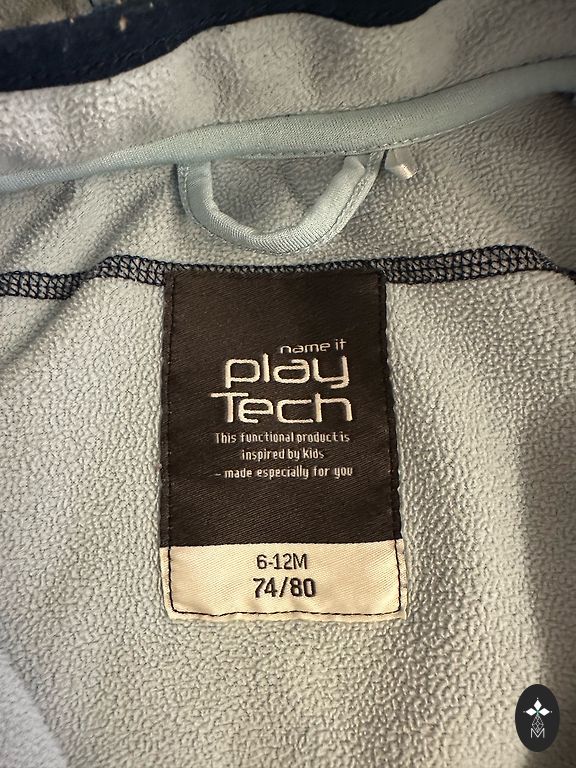 name it
play
Tech
This functional product is
inspired by kids
- made especially for you
6-12M
74/80
M